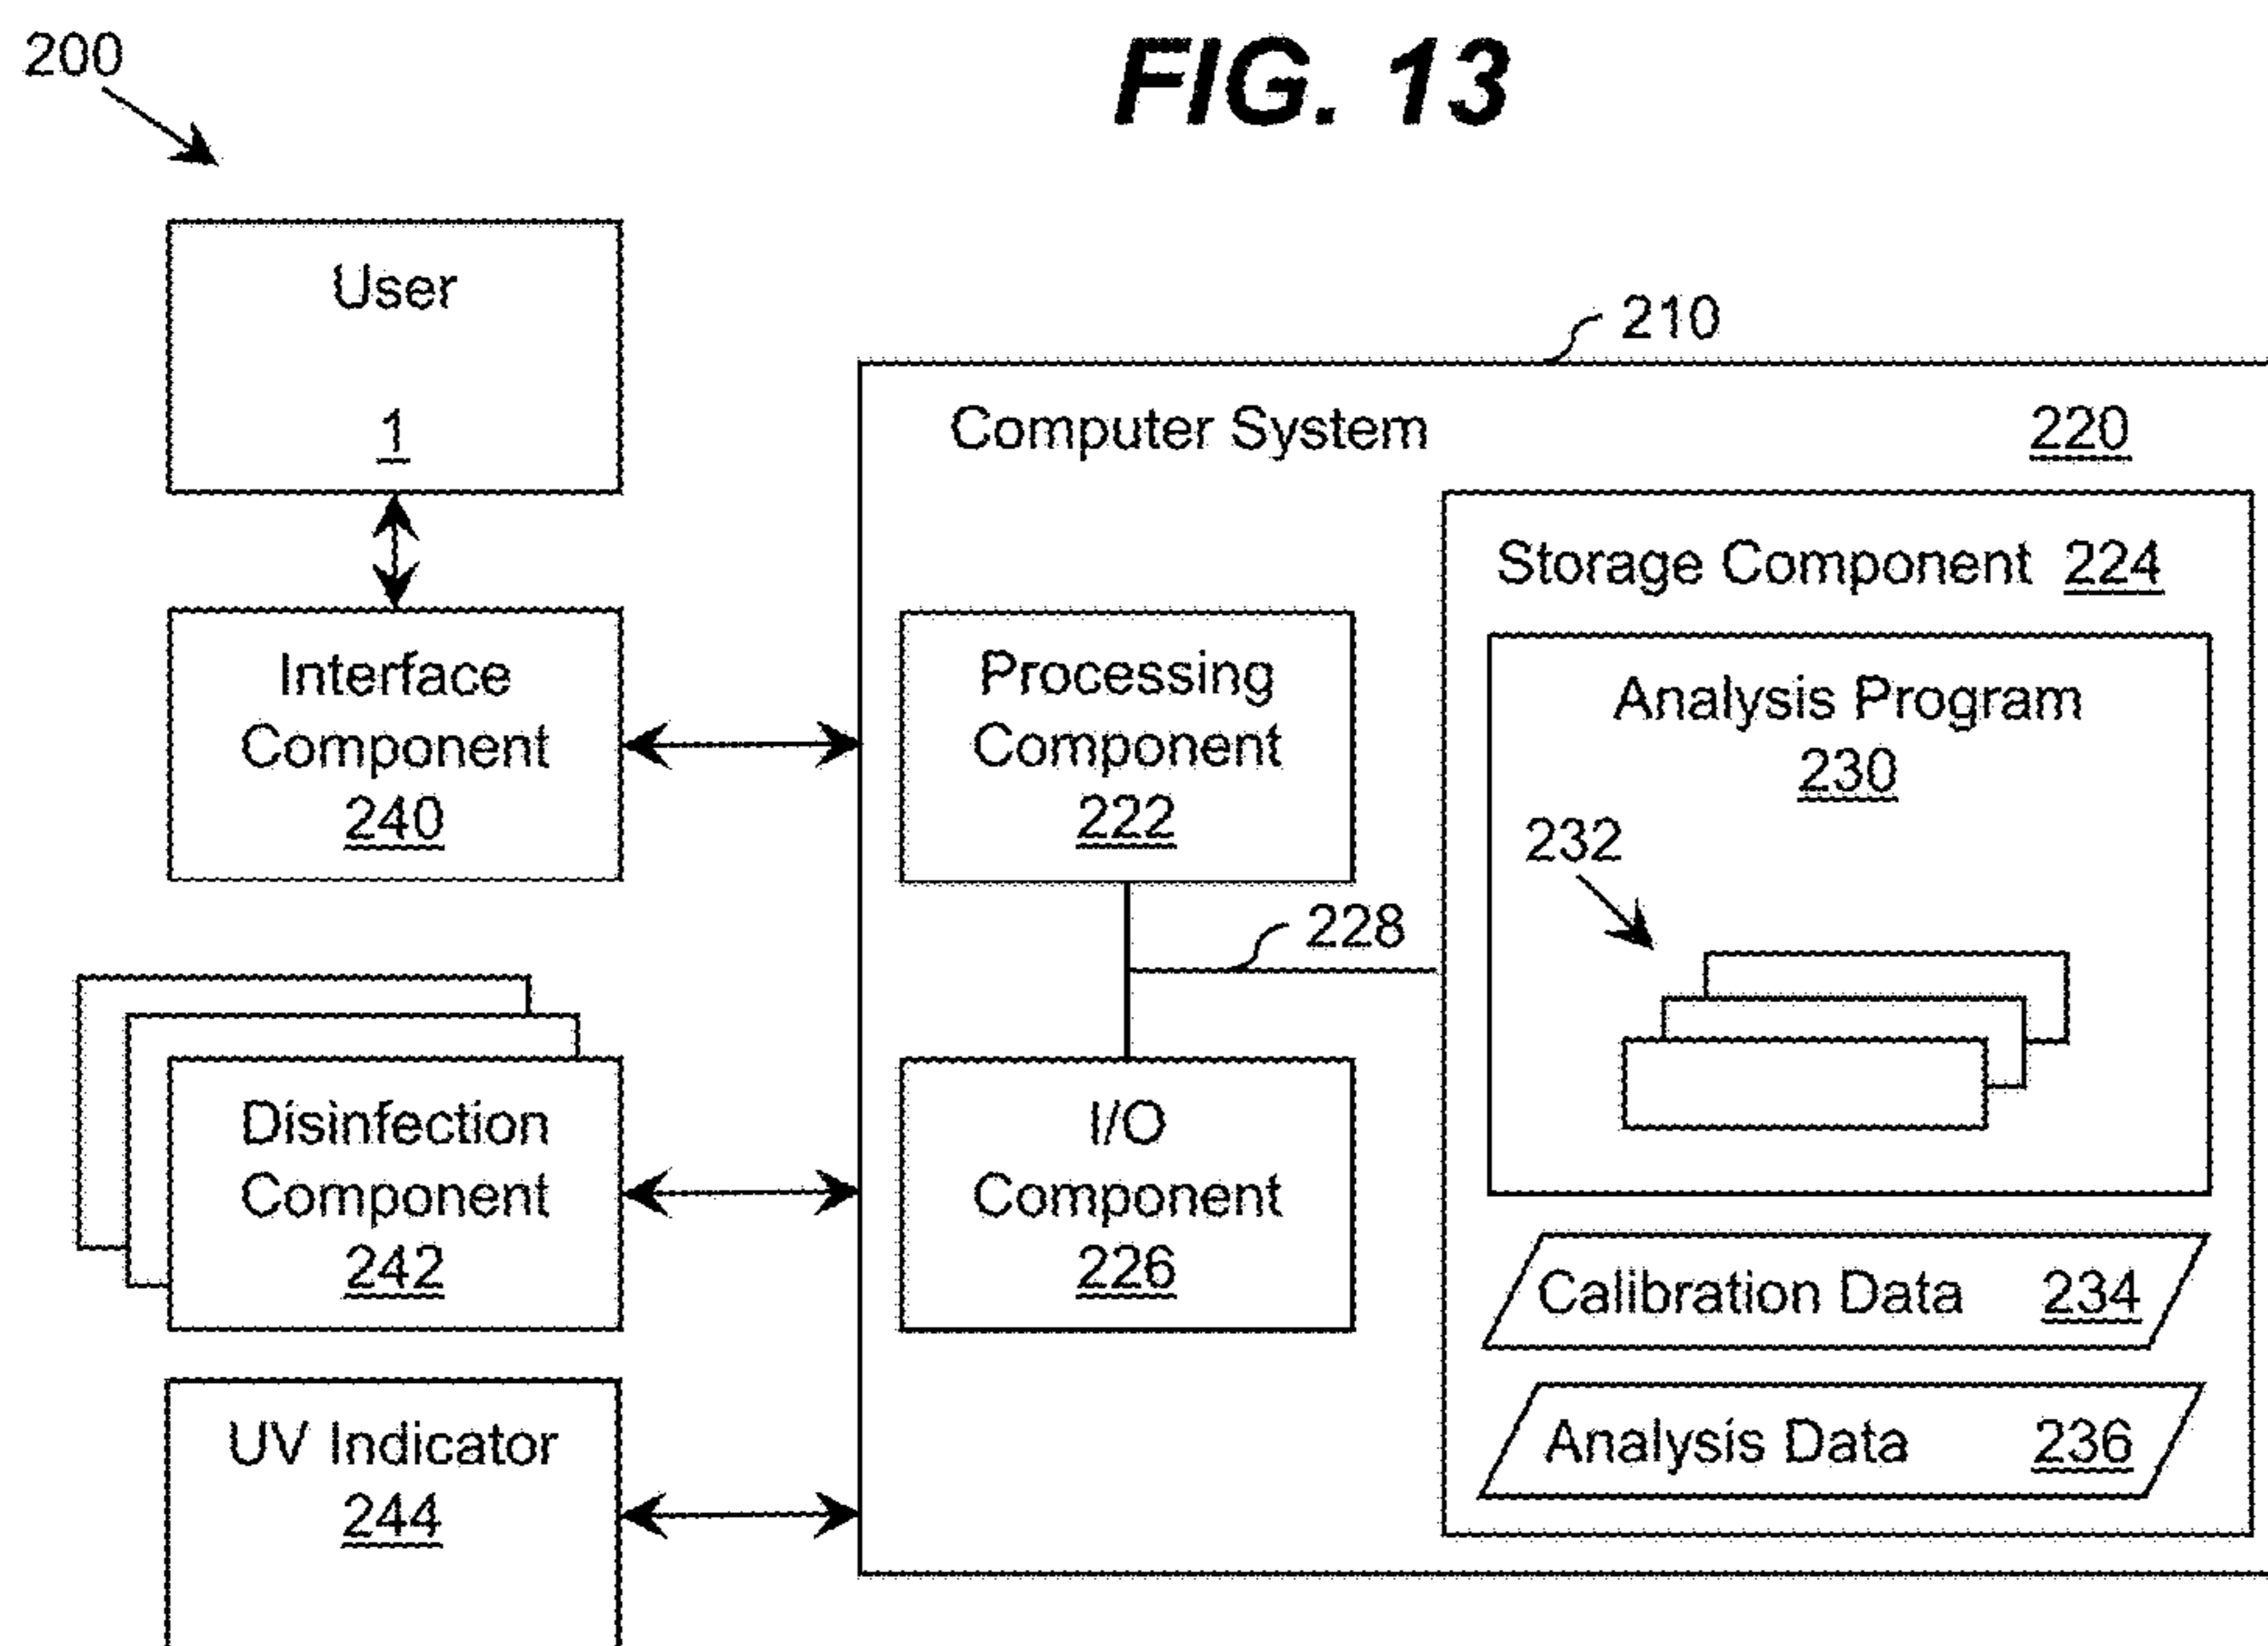 200
FIG. 13
User
1
210
Computer System 220
Storage Component 224
Interface
Component
240
Processing
Component
222
Analysis Program
230
232
228
Disinfection
Component
242
I/O
Component
226
Calibration Data 234
Analysis Data 236
UV Indicator
244